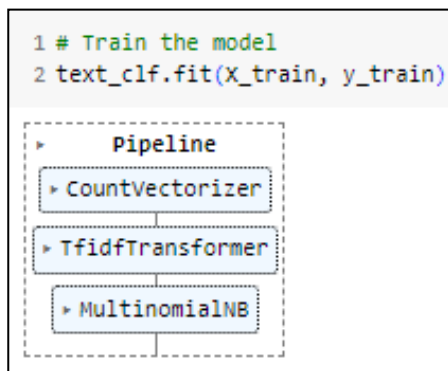 1 # Train the model
2 text_clf.fit(X_train, y_train)
Pipeline
CountVectorizer
TfidfTransformer
MultinomialNB